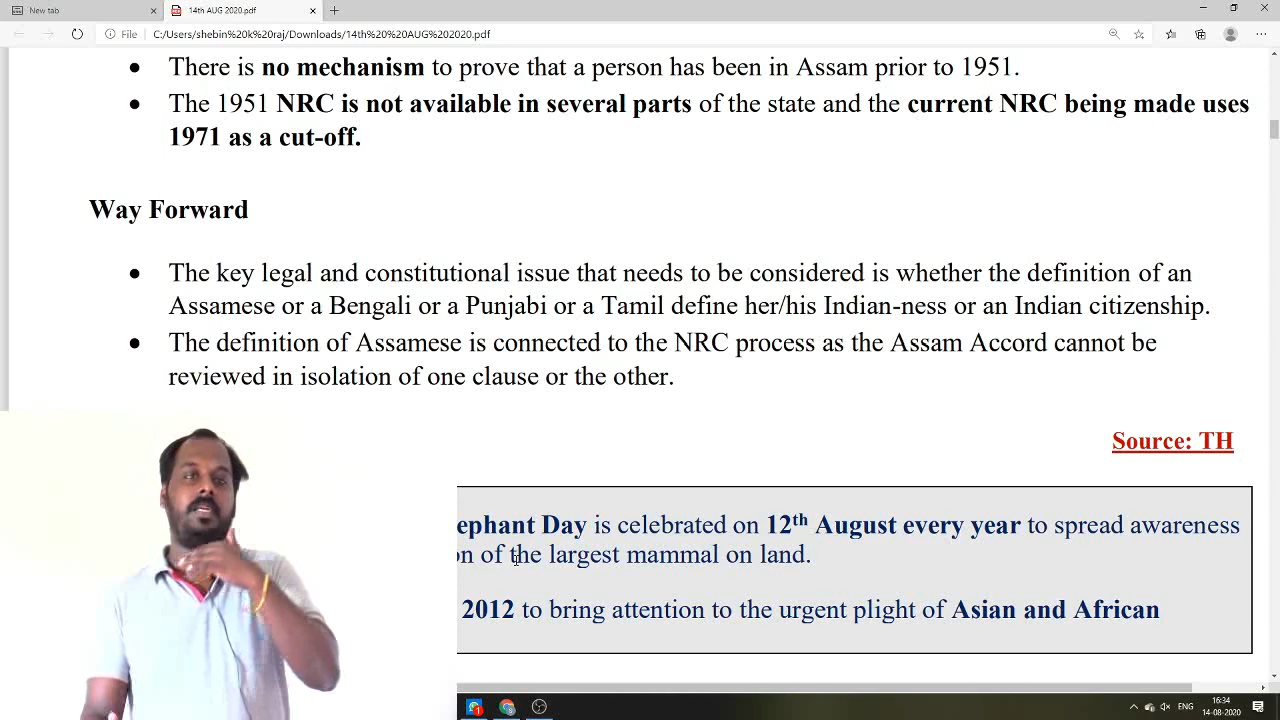 New tab
14th AUG 2020.pdf
File
C:/Users/shebin%20k%20raj/Downloads/14th%20%20AUG%202020.pdf
• There is no mechanism to prove that a person has been in Assam prior to 1951.
• The 1951 NRC is not available in several parts of the state and the current NRC being made uses
1971 as a cut-off.
Way Forward
• The key legal and constitutional issue that needs to be considered is whether the definition of an
Assamese or a Bengali or a Punjabi or a Tamil define her/his Indian-ness or an Indian citizenship.
• The definition of Assamese is connected to the NRC process as the Assam Accord cannot be
reviewed in isolation of one clause or the other.
Source: TH
ephant Day is celebrated on 12th August every year to spread awareness
on of the largest mammal on land.
2012 to bring attention to the urgent plight of Asian and African
ENG
16:34
14-08-2020